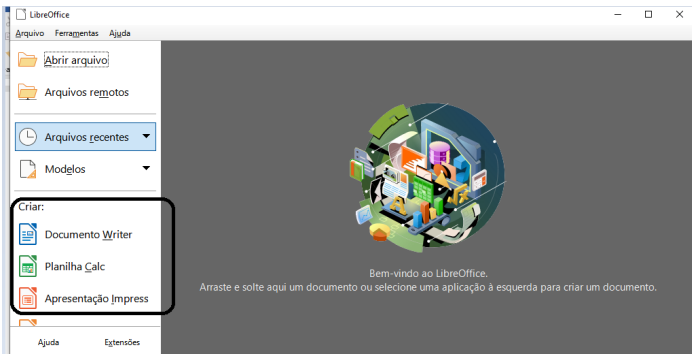 LibreOffice
Arquivo Ferramentas Ajuda
Abrir arquivo
Arquivos remotos
Arquivos recentes
Modelos
Criar:
Documento Writer
Planilha Calc
Apresentação Impress
Ajuda Extensões
Bem-vindo ao LibreOffice.
Arraste e solte aqui um documento ou selecione uma aplicação à esquerda para criar um documento.